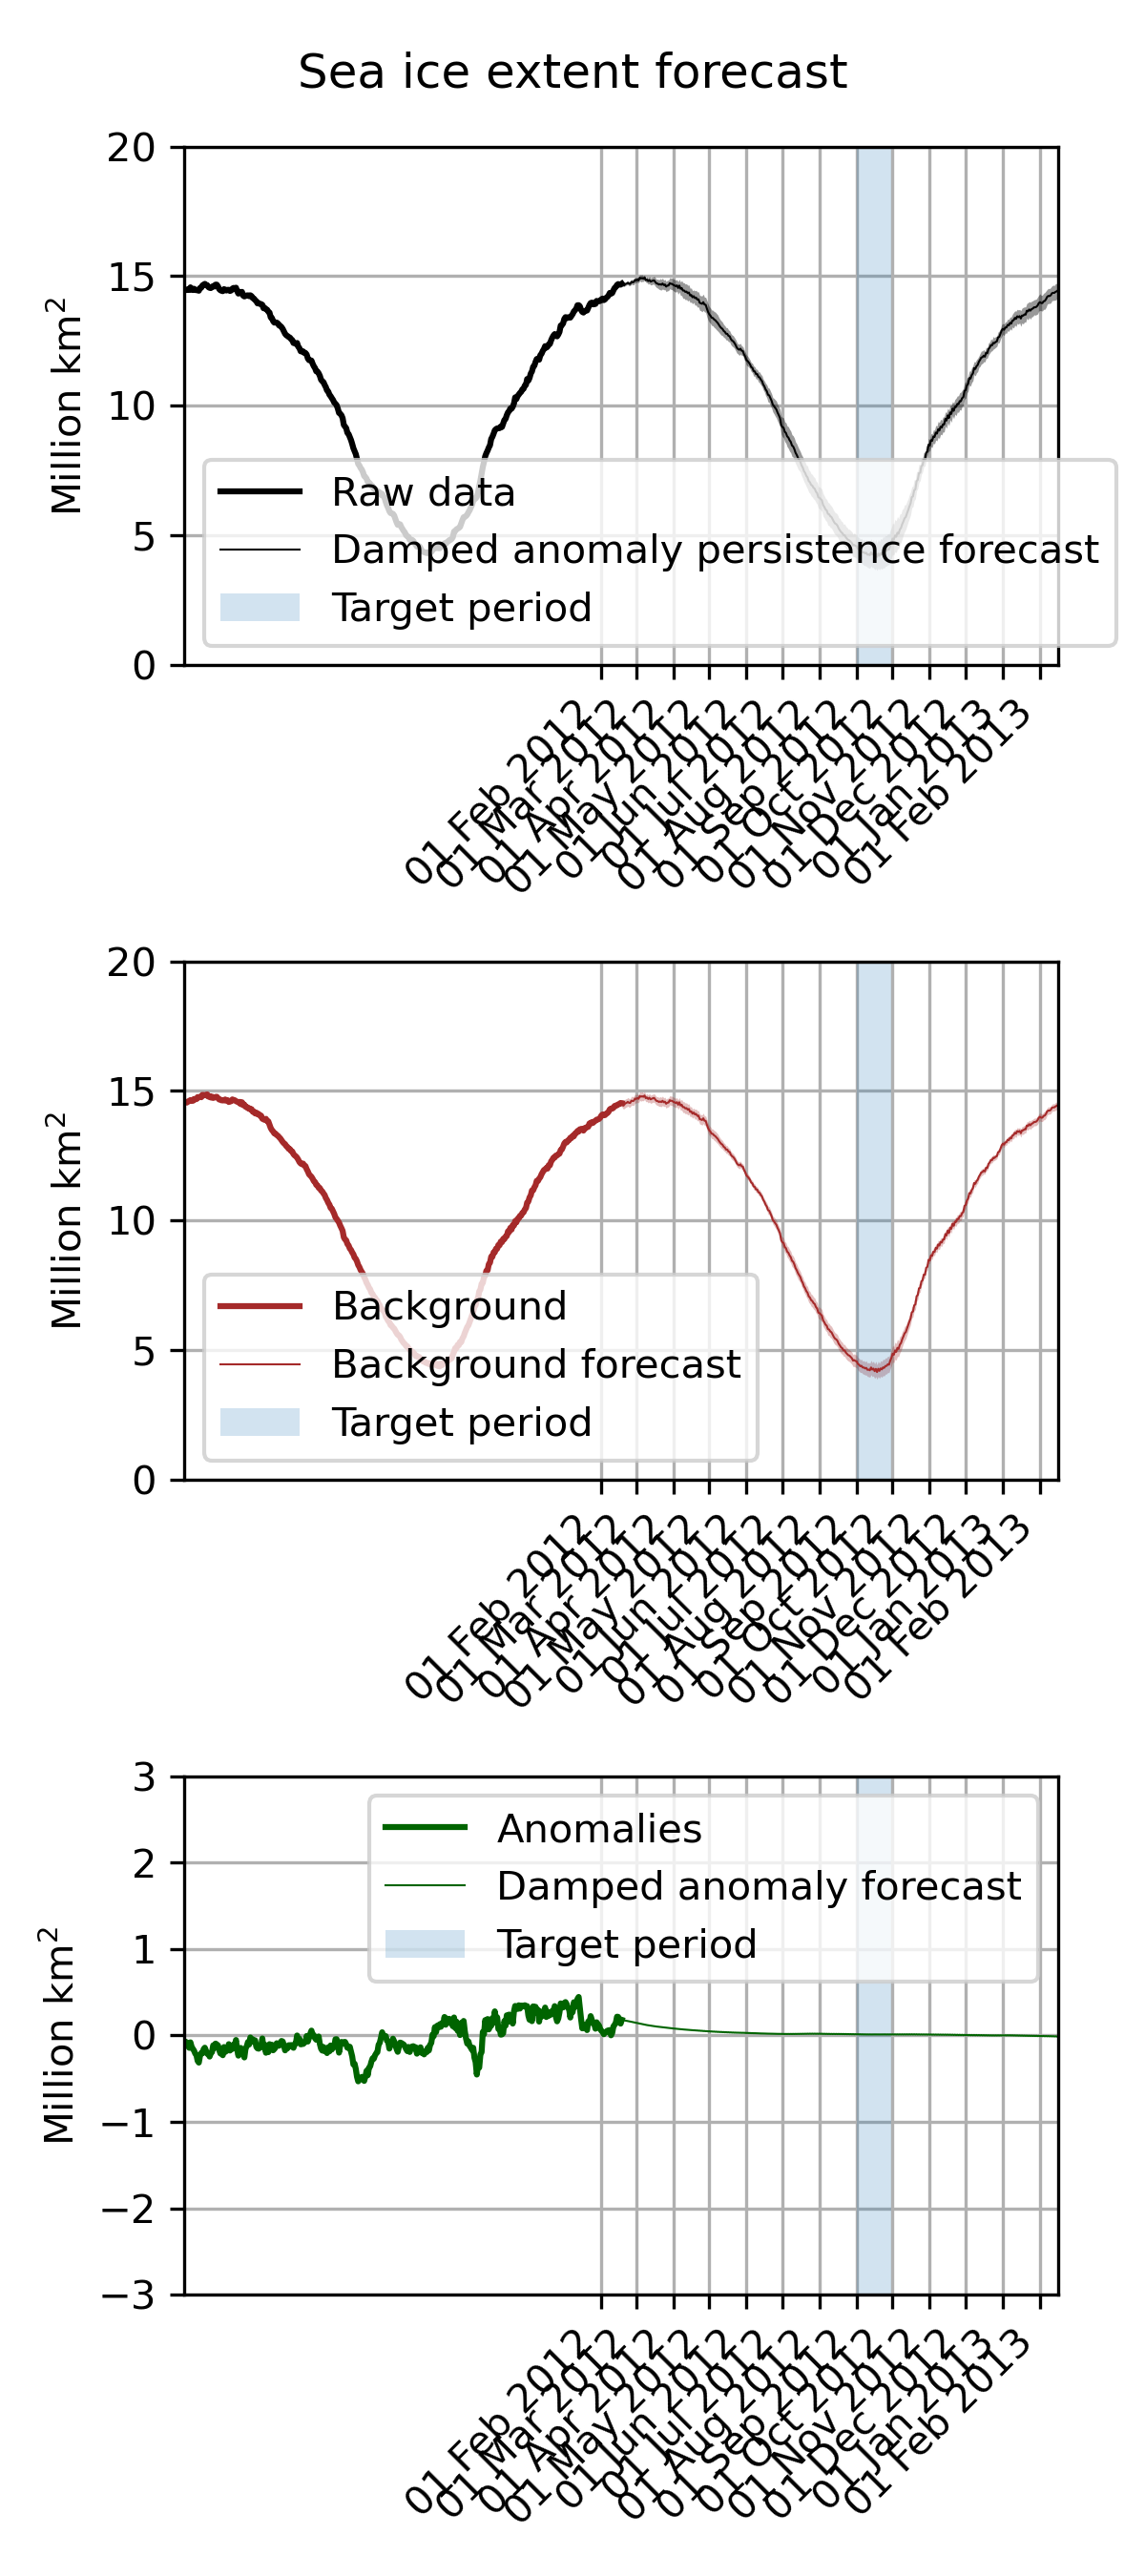 Sea ice extent forecast
20
15
10
5
0
Million km²
Raw data
Damped anomaly persistence forecast
Target period
01 Feb 2012
01 Mar 2012
01 Apr 2012
01 May 2012
01 Jun 2012
01 Jul 2012
01 Aug 2012
01 Sep 2012
01 Oct 2012
01 Nov 2012
01 Dec 2012
01 Jan 2013
01 Feb 2013
20
15
10
5
0
Million km²
Background
Background forecast
Target period
01 Feb 2012
01 Mar 2012
01 Apr 2012
01 May 2012
01 Jun 2012
01 Jul 2012
01 Aug 2012
01 Sep 2012
01 Oct 2012
01 Nov 2012
01 Dec 2012
01 Jan 2013
01 Feb 2013
3
2
1
0
−1
−2
−3
Million km²
Anomalies
Damped anomaly forecast
Target period
01 Feb 2012
01 Mar 2012
01 Apr 2012
01 May 2012
01 Jun 2012
01 Jul 2012
01 Aug 2012
01 Sep 2012
01 Oct 2012
01 Nov 2012
01 Dec 2012
01 Jan 2013
01 Feb 2013